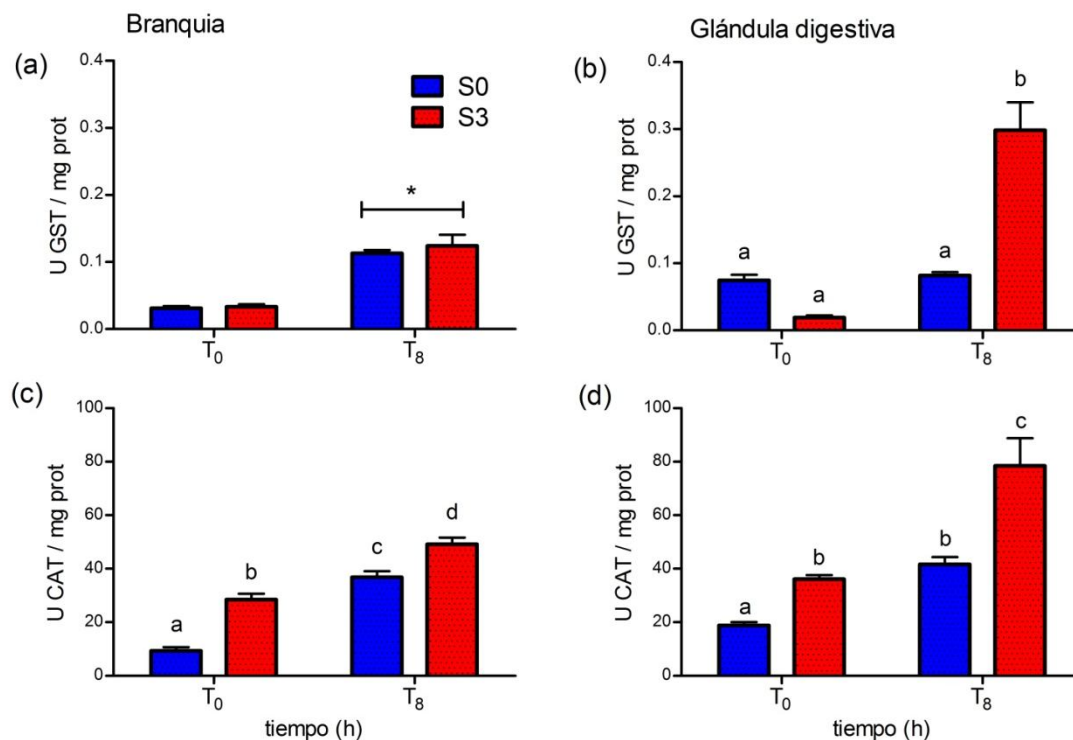 Branquia
Glándula digestiva
(a)
U GST / mg prot
0.4
0.3
0.2
0.1
0.0
S0
S3
*
T0
T8
(b)
U GST / mg prot
0.4
0.3
0.2
0.1
0.0
a
a
a
b
T0
T8
(c)
U CAT / mg prot
100
80
60
40
20
0
a
b
c
d
T0
T8
tiempo (h)
(d)
U CAT / mg prot
100
80
60
40
20
0
a
b
b
c
T0
T8
tiempo (h)